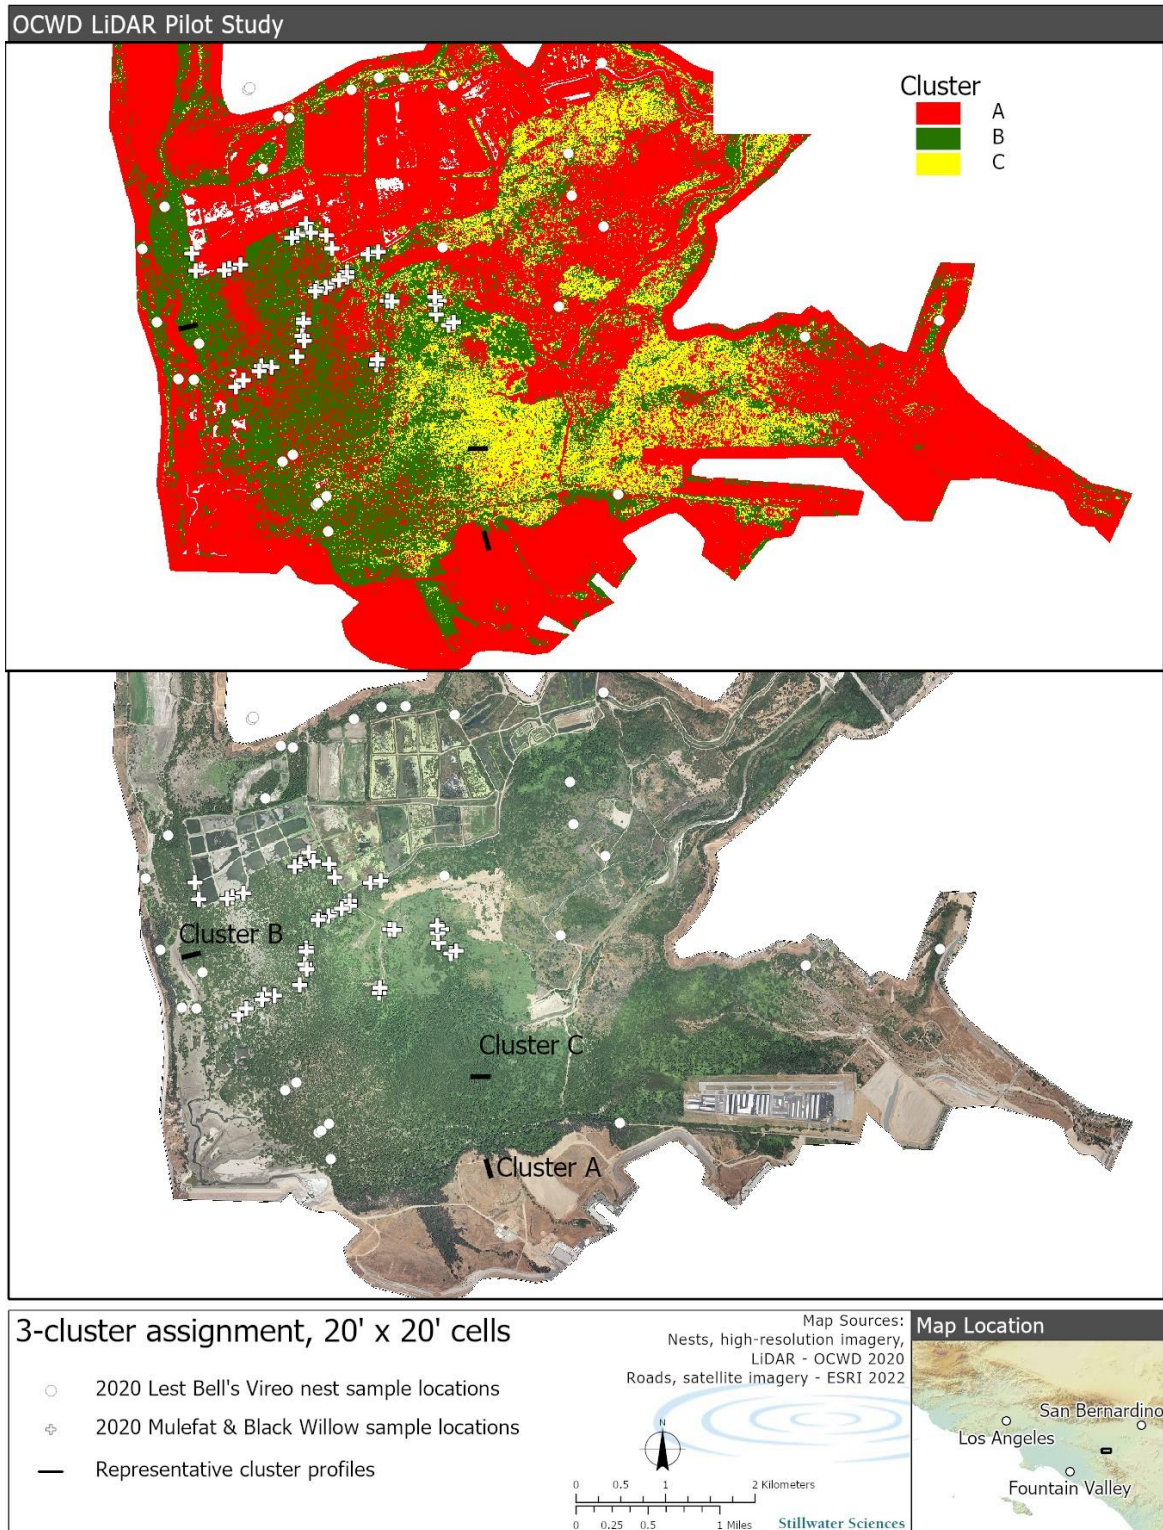 OCWD LiDAR Pilot Study
Cluster
A
B
C
Cluster B
Cluster C
Cluster A
3-cluster assignment, 20' x 20' cells
2020 Lest Bell's Vireo nest sample locations
2020 Mulefat & Black Willow sample locations
Representative cluster profiles
Map Sources:
Nests, high-resolution imagery,
LiDAR - OCWD 2020
Roads, satellite imagery - ESRI 2022
N
0 0.5 1 2 Kilometers
0 0.25 0.5 1 Miles
Stillwater Sciences
Map Location
San Bernardino
Los Angeles
Fountain Valley